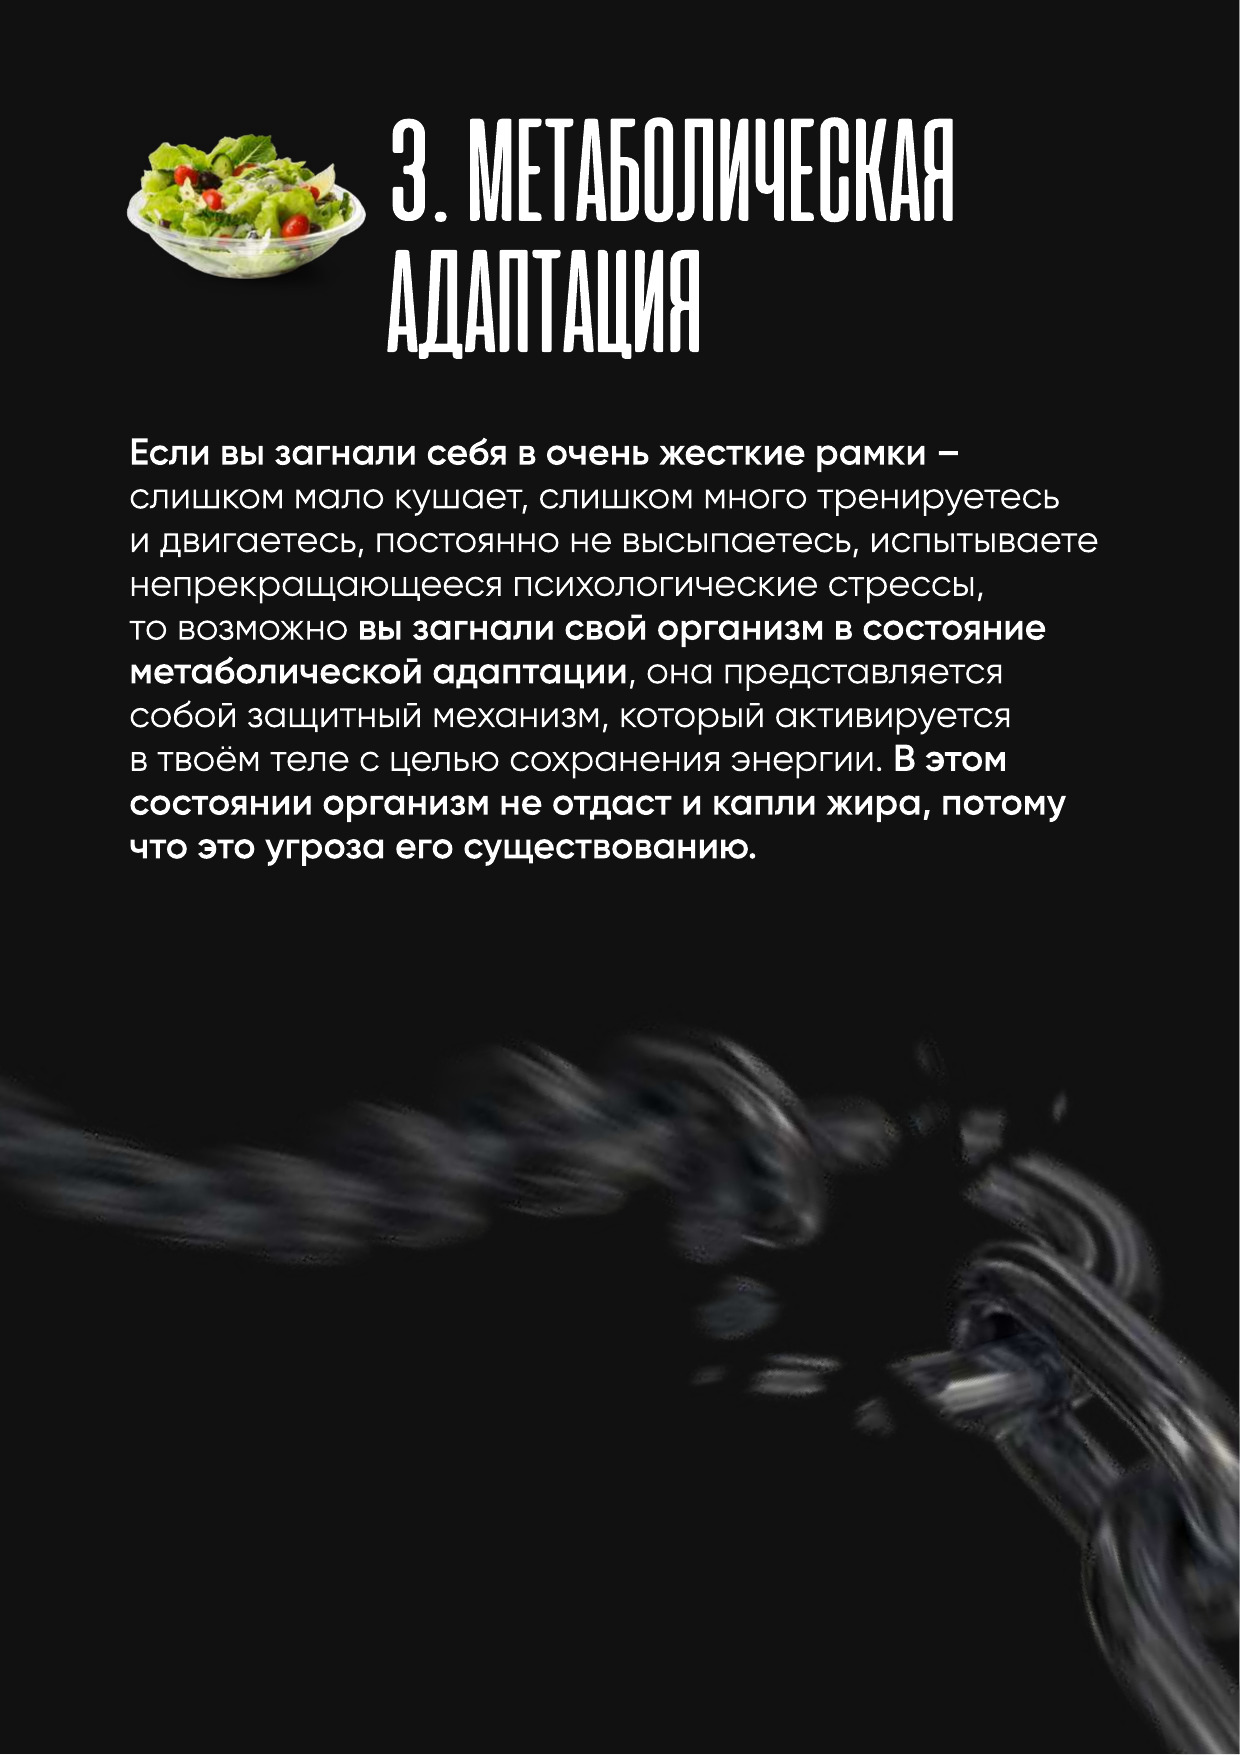 3. МЕТАБОЛИЧЕСКАЯ
АДАПТАЦИЯ
Если вы загнали себя в очень жесткие рамки –
слишком мало кушает, слишком много тренируетесь
и двигаетесь, постоянно не высыпаетесь, испытываете
непрекращающееся психологические стрессы,
то возможно вы загнали свой организм в состояние
метаболической адаптации, она представляется
собой защитный механизм, который активируется
в твоём теле с целью сохранения энергии. В этом
состоянии организм не отдаст и капли жира, потому
что это угроза его существованию.